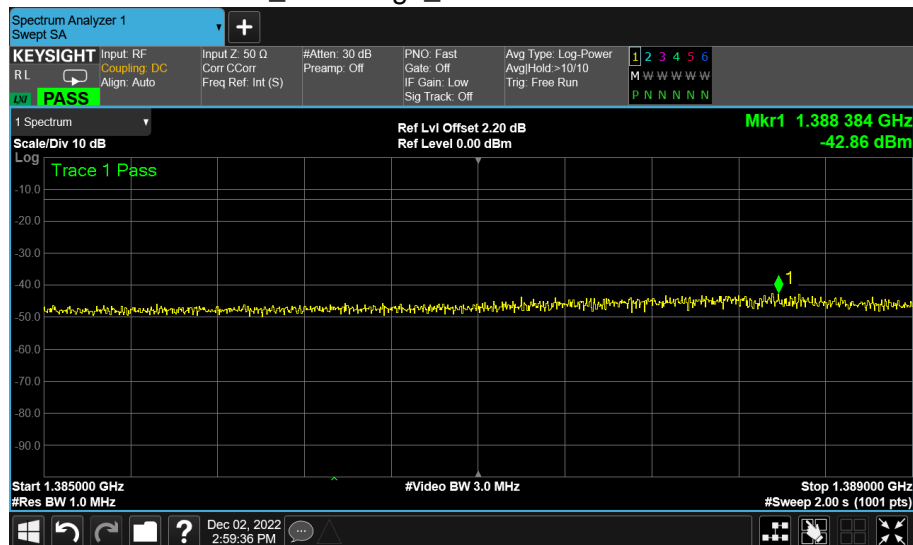 Spectrum Analyzer 1
Swept SA
+
KEYSIGHT
RL
LXI PASS
Input: RF
Coupling: DC
Align: Auto
Input Z: 50 Ω
Corr CCorr
Freq Ref: Int (S)
#Atten: 30 dB
Preamp: Off
PNO: Fast
Gate: Off
IF Gain: Low
Sig Track: Off
Avg Type: Log-Power
Avg|Hold:>10/10
Trig: Free Run
1 2 3 4 5 6
M W W W W W
P N N N N N
1 Spectrum
Scale/Div 10 dB
Ref Lvl Offset 2.20 dB
Ref Level 0.00 dBm
Mkr1 1.388 384 GHz
-42.86 dBm
Log
Trace 1 Pass
-10.0
-20.0
-30.0
-40.0
1
-50.0
-60.0
-70.0
-80.0
-90.0
Start 1.385000 GHz
#Res BW 1.0 MHz
#Video BW 3.0 MHz
Stop 1.389000 GHz
#Sweep 2.00 s (1001 pts)
?
Dec 02, 2022
2:59:36 PM